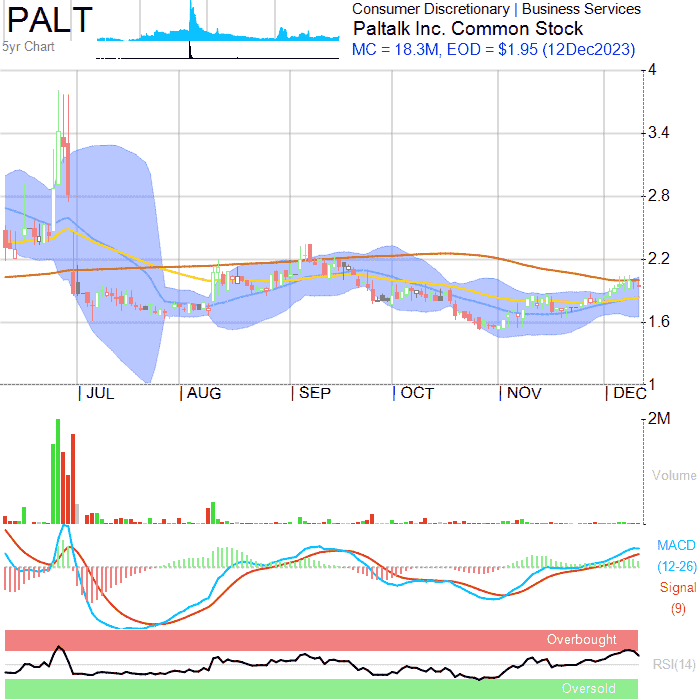 PALT
5yr Chart
Consumer Discretionary | Business Services
Paltalk Inc. Common Stock
MC = 18.3M, EOD = $1.95 (12Dec2023)
4
3.4
2.8
2.2
1.6
1
JUL AUG SEP OCT NOV DEC
2M
Volume
MACD
(12-26)
Signal
(9)
Overbought
RSI(14)
Oversold